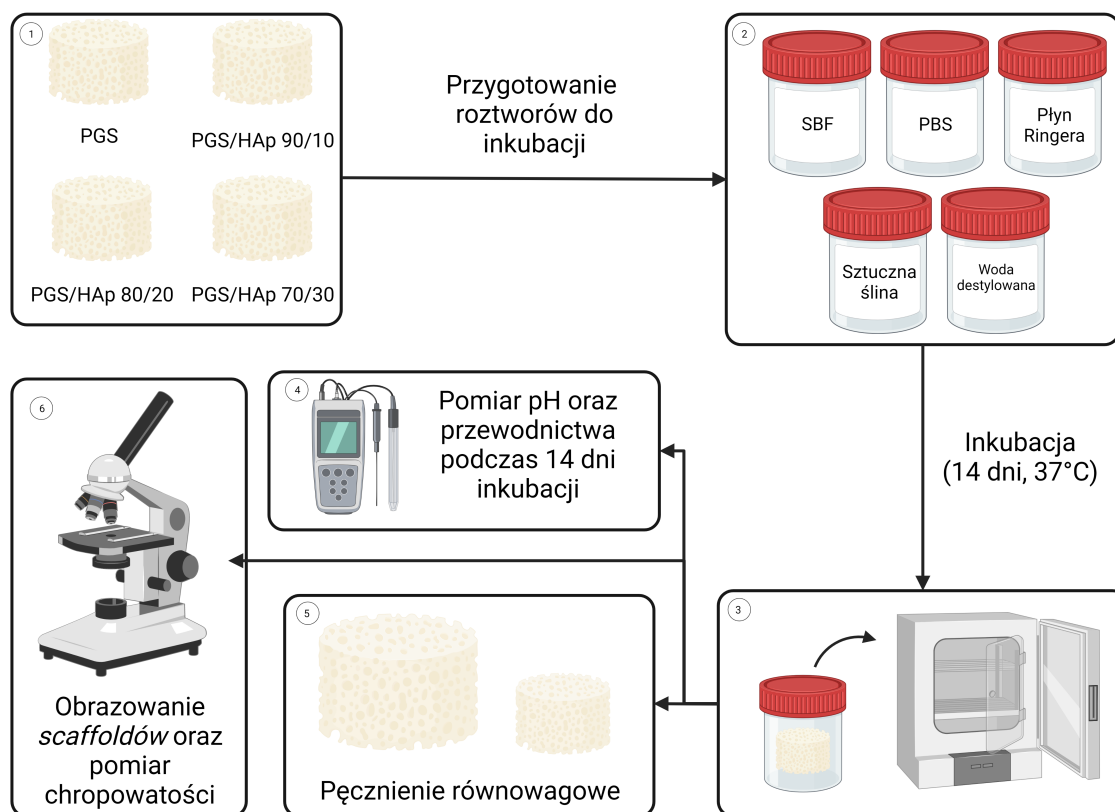 1
PGS
PGS/HAp 90/10
PGS/HAp 80/20
PGS/HAp 70/30
Przygotowanie
roztworów do
inkubacji
2
SBF
PBS
Płyn
Ringera
Sztuczna
ślina
Woda
destylowana
Inkubacja
(14 dni, 37°C)
3
4
Pomiar pH oraz
przewodnictwa
podczas 14 dni
inkubacji
5
Pęcznienie równowagowe
6
Obrazowanie
scaffoldów oraz
pomiar
chropowatości